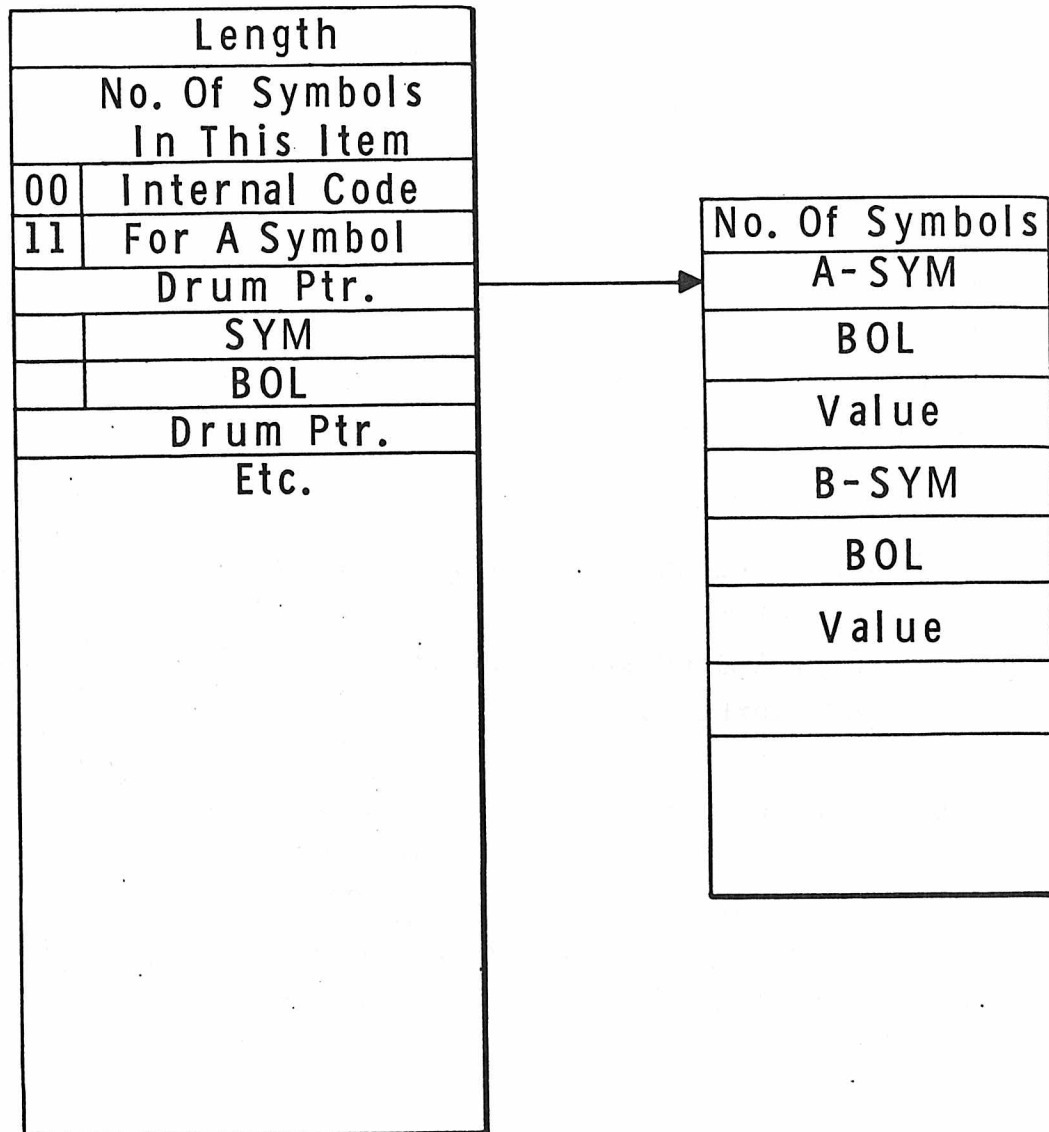 Length
No. Of Symbols
In This Item
00 Internal Code
11 For A Symbol
Drum Ptr.
SYM
BOL
Drum Ptr.
Etc.
No. Of Symbols
A-SYM
BOL
Value
B-SYM
BOL
Value